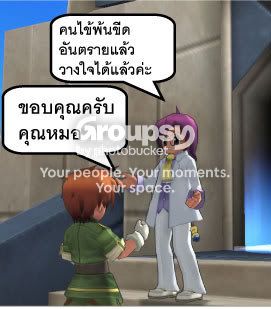 คนไข้พ้นขีด
อันตรายแล้ว
วางใจได้แล้วค่ะ
ขอบคุณครับ
คุณหมอ
Groupsy
by photobucket
Your people. Your moments.
Your space.